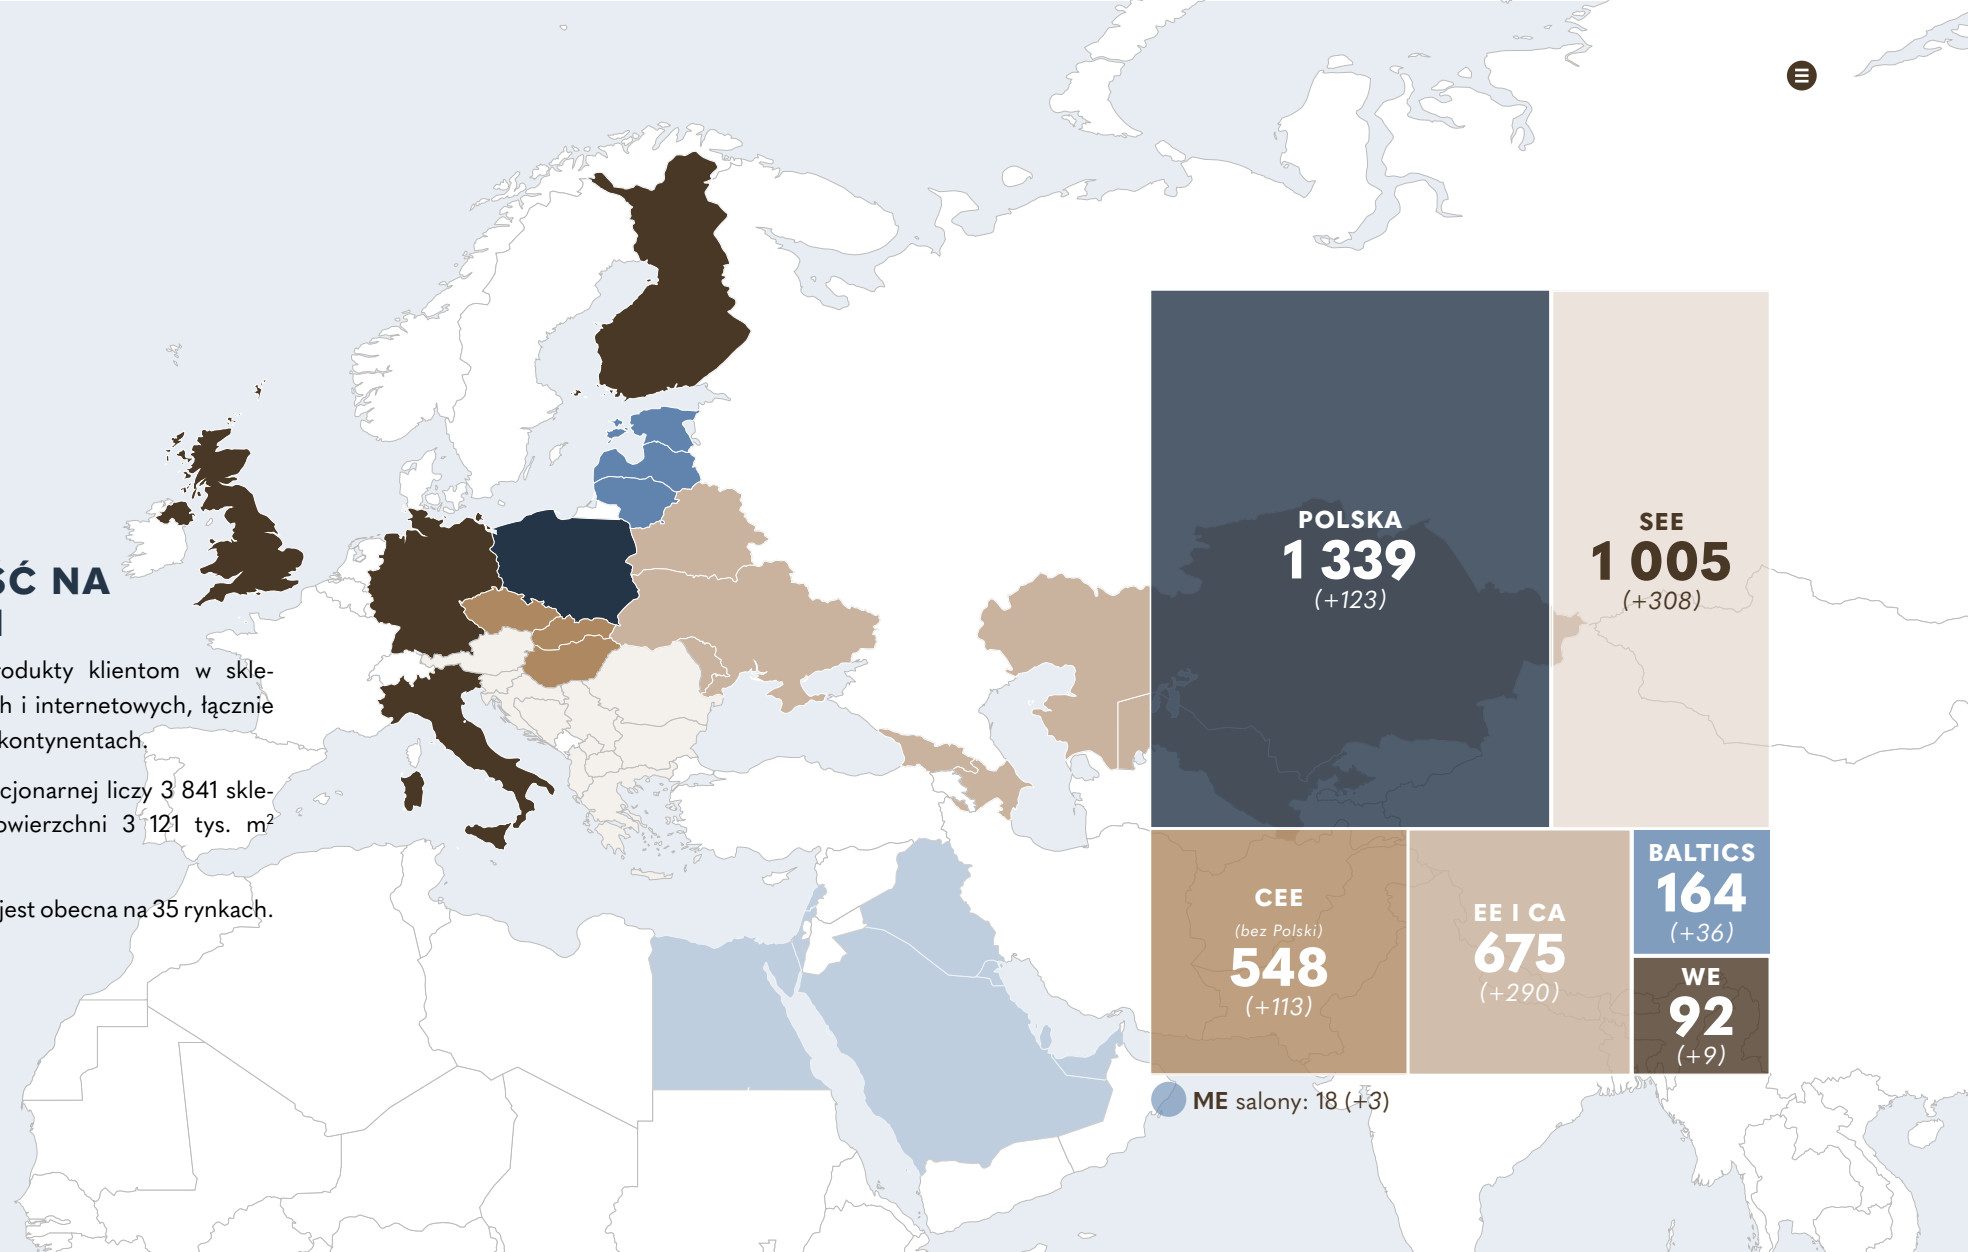 ŚĆ NA
rodukty klientom w skle-
h i internetowych, łącznie
kontynentach.
cjonarnej liczy 3 841 skle-
owierzchni 3 121 tys. m²
jest obecna na 35 rynkach.
POLSKA
1 339
(+123)
SEE
1 005
(+308)
CEE
(bez Polski)
548
(+113)
EE I CA
675
(+290)
BALTICS
164
(+36)
WE
92
(+9)
ME salony: 18 (+3)